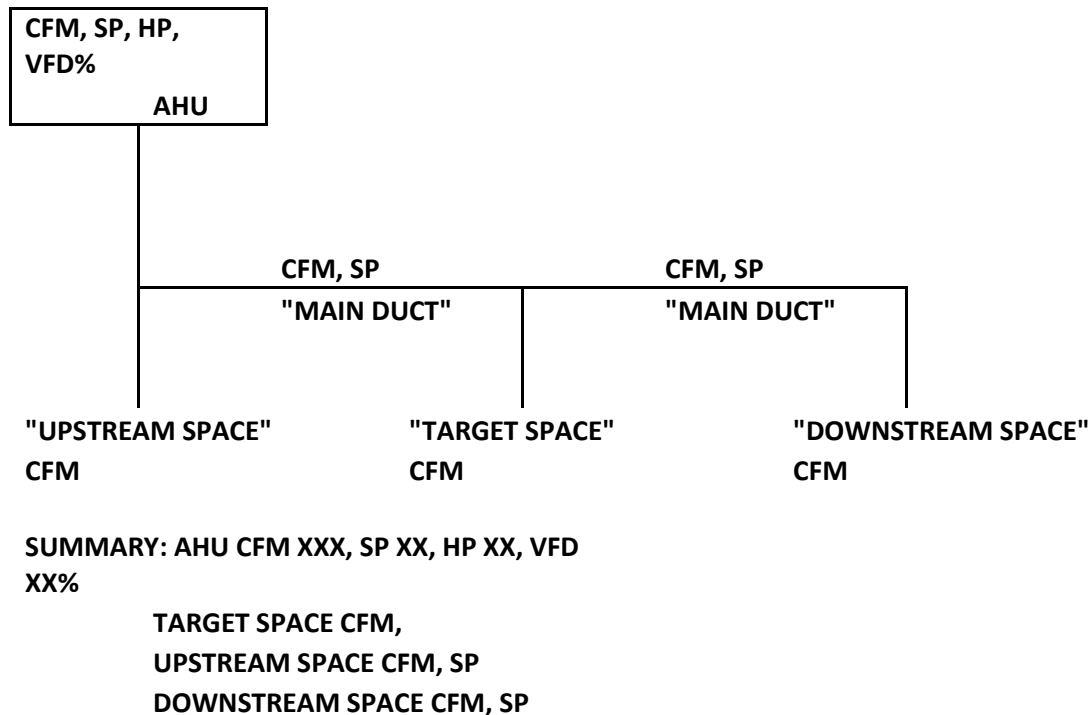 CFM, SP, HP,
VFD%
AHU
CFM, SP
CFM, SP
"MAIN DUCT"
"MAIN DUCT"
"UPSTREAM SPACE"
"TARGET SPACE"
"DOWNSTREAM SPACE"
CFM
CFM
CFM
SUMMARY: AHU CFM XXX, SP XX, HP XX, VFD
XX%
TARGET SPACE CFM,
UPSTREAM SPACE CFM, SP
DOWNSTREAM SPACE CFM, SP